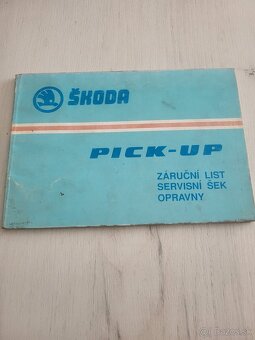 ŠKODA
PICK-UP
ZÁRUČNÍ LIST
SERVISNÍ ŠEK
OPRAVNY